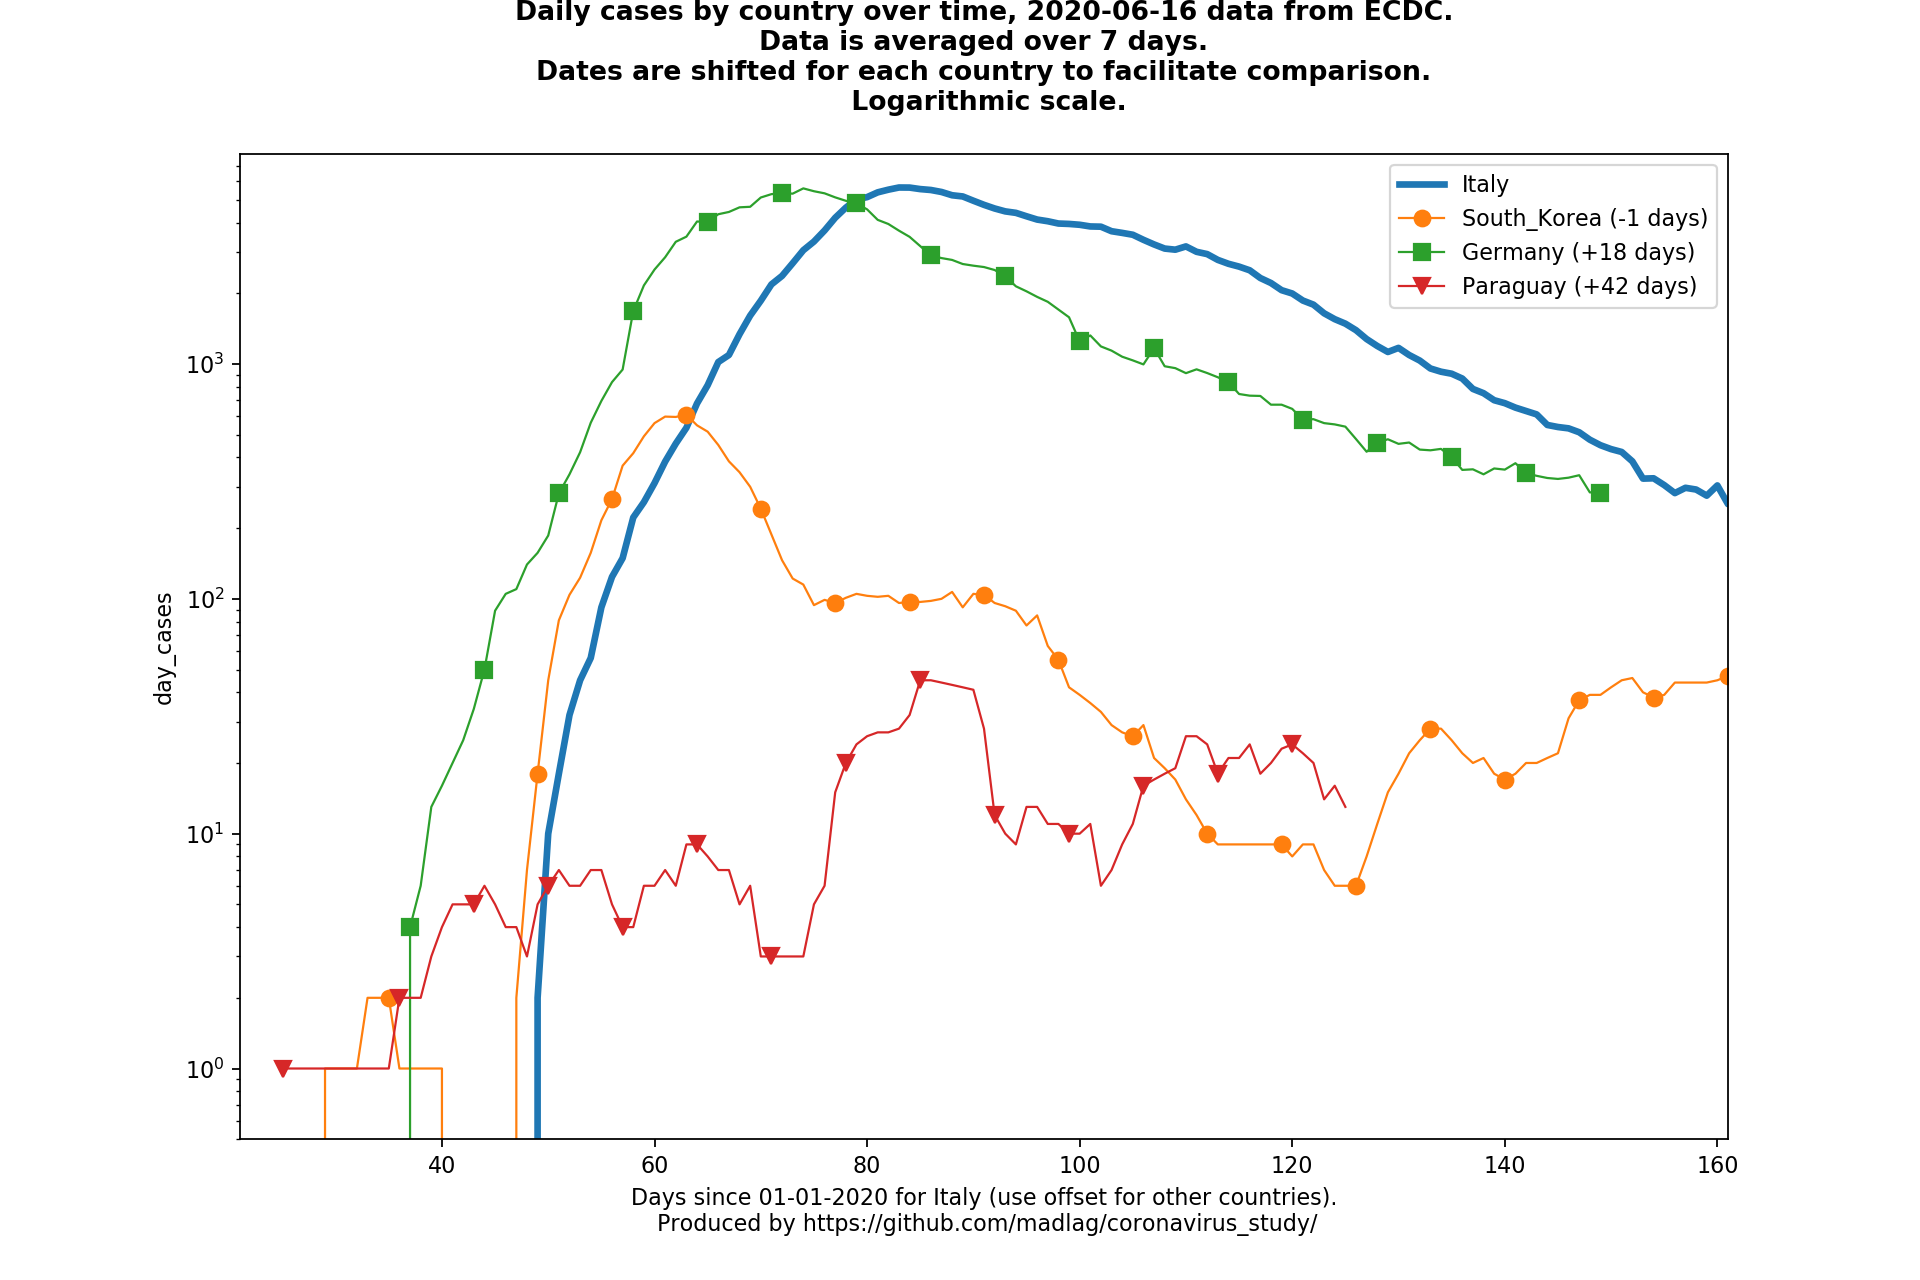 Daily cases by country over time, 2020-06-16 data from ECDC.
Data is averaged over 7 days.
Dates are shifted for each country to facilitate comparison.
Logarithmic scale.
Italy
South_Korea (-1 days)
Germany (+18 days)
Paraguay (+42 days)
day_cases
10³
10²
10¹
10⁰
40 60 80 100 120 140 160
Days since 01-01-2020 for Italy (use offset for other countries).
Produced by https://github.com/madlag/coronavirus_study/